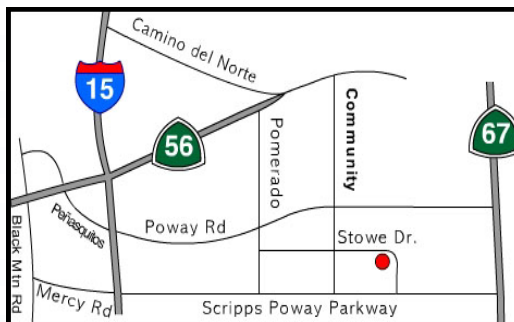 Camino del Norte
15
56
67
Community
Pomerado
Peñasquitos
Poway Rd
Stowe Dr.
Black Mtn Rd
Mercy Rd
Scripps Poway Parkway